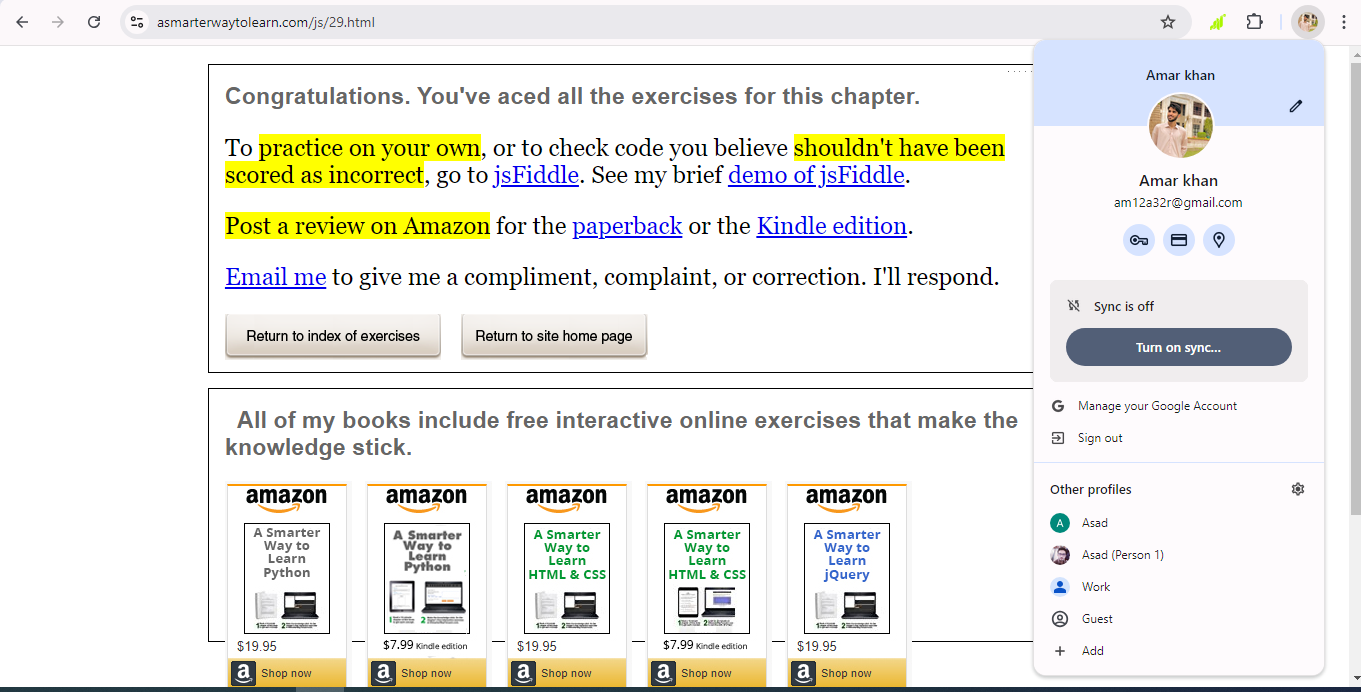 asmarterwaytolearn.com/js/29.html
Congratulations. You've aced all the exercises for this chapter.
To practice on your own, or to check code you believe shouldn't have been
scored as incorrect, go to jsFiddle. See my brief demo of jsFiddle.
Post a review on Amazon for the paperback or the Kindle edition.
Email me to give me a compliment, complaint, or correction. I'll respond.
Return to index of exercises
Return to site home page
All of my books include free interactive online exercises that make the
knowledge stick.
amazon
A Smarter
Way to
Learn
Python
$19.95
Shop now
amazon
A Smarter
Way to
Learn
Python
$7.99 Kindle edition
Shop now
amazon
A Smarter
Way to
Learn
HTML & CSS
$19.95
Shop now
amazon
A Smarter
Way to
Learn
HTML & CSS
$7.99 Kindle edition
Shop now
amazon
A Smarter
Way to
Learn
jQuery
$19.95
Shop now
Amar khan
Amar khan
am12a32r@gmail.com
Sync is off
Turn on sync...
Manage your Google Account
Sign out
Other profiles
A Asad
Asad (Person 1)
Work
Guest
Add